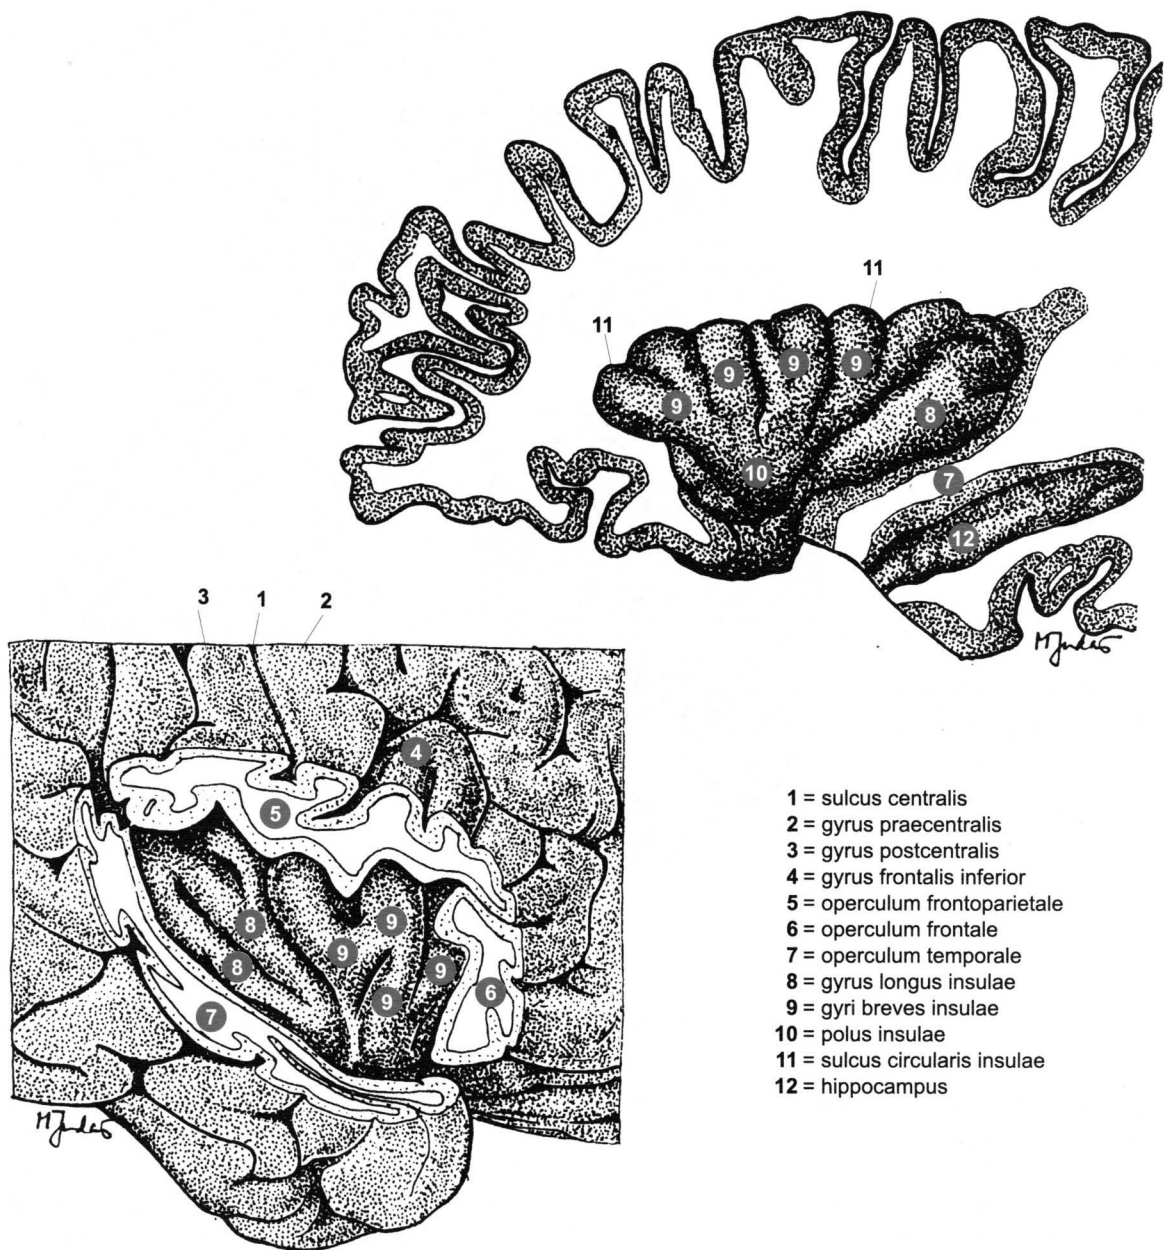 11
11
9
9
9
9
8
10
7
12
3 1 2
4
5
8
9
9
8
9
9
6
7
1 = sulcus centralis
2 = gyrus praecentralis
3 = gyrus postcentralis
4 = gyrus frontalis inferior
5 = operculum frontoparietale
6 = operculum frontale
7 = operculum temporale
8 = gyrus longus insulae
9 = gyri breves insulae
10 = polus insulae
11 = sulcus circularis insulae
12 = hippocampus